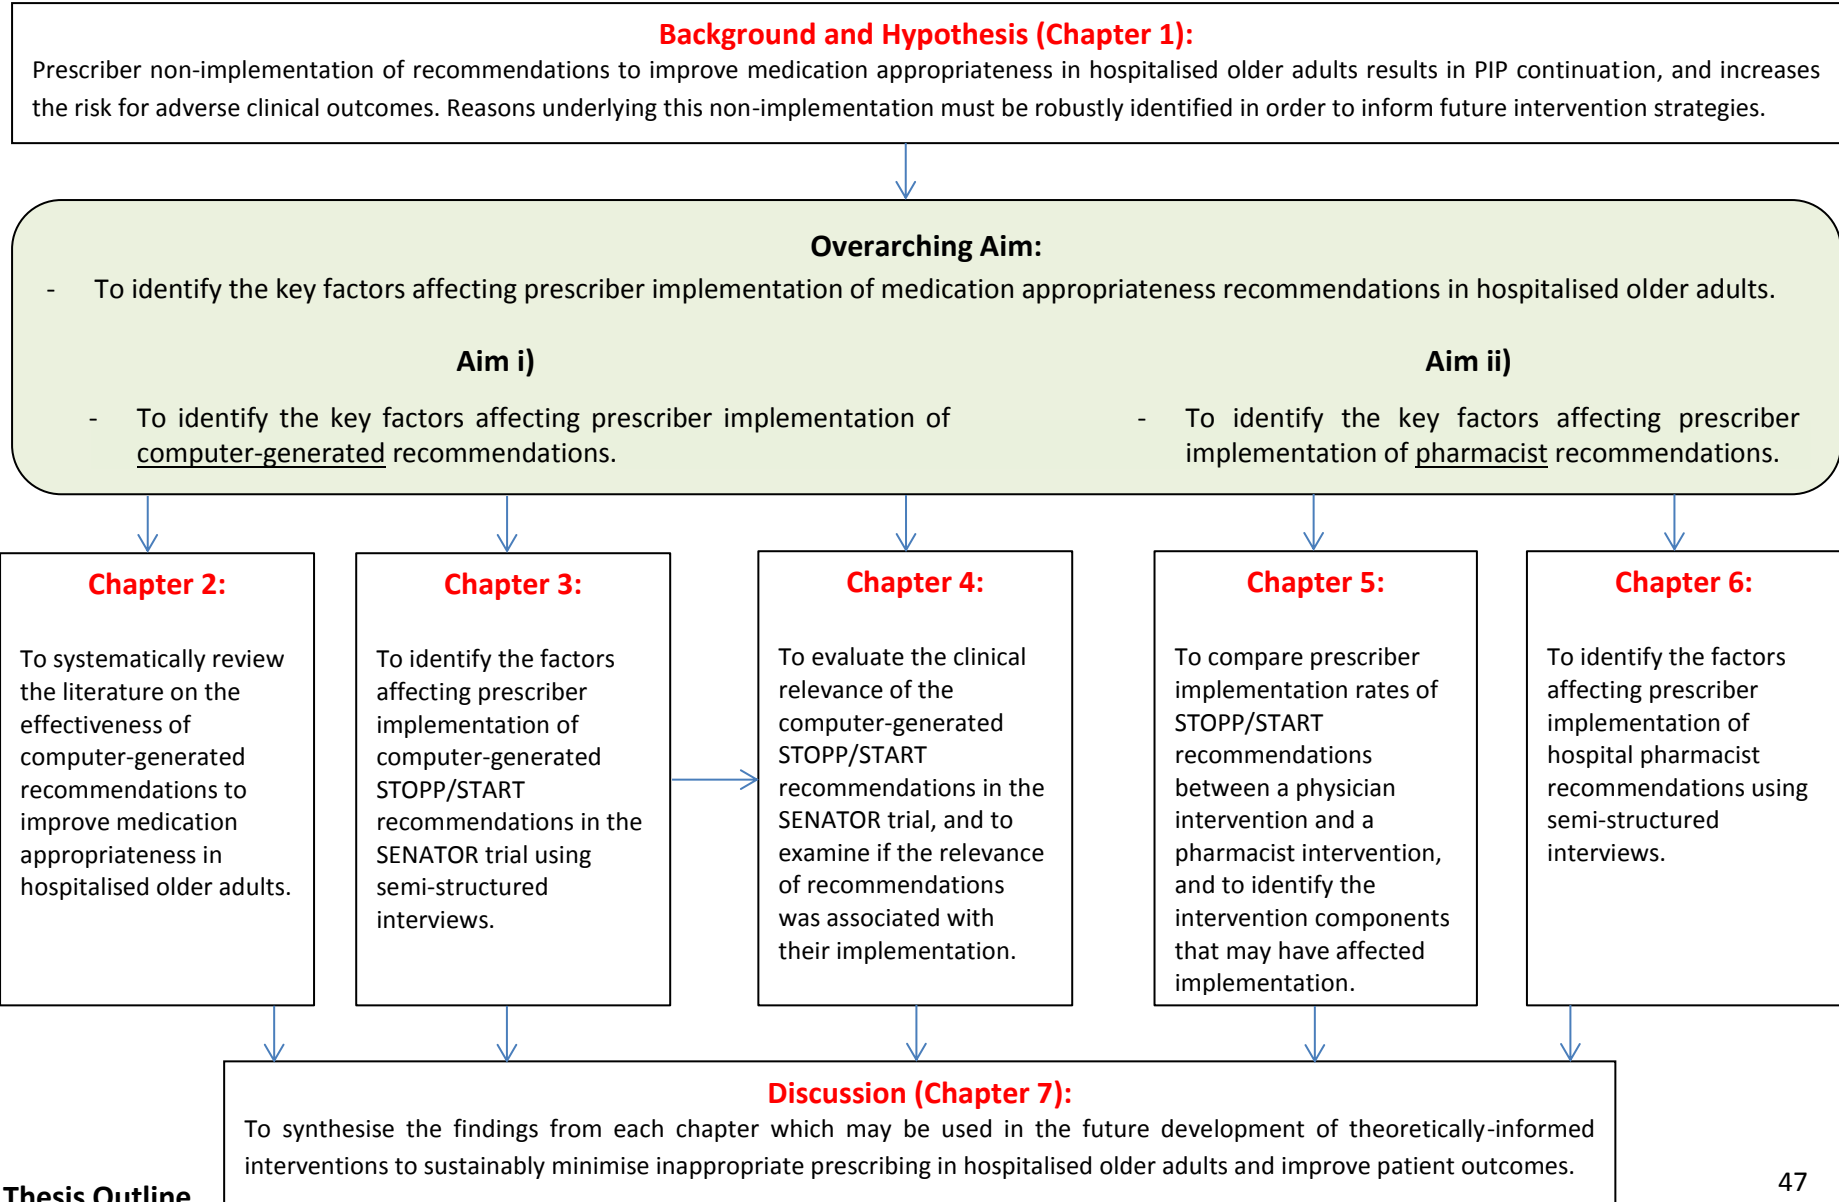 Background and Hypothesis (Chapter 1):
Prescriber non-implementation of recommendations to improve medication appropriateness in hospitalised older adults results in PIP continuation, and increases
the risk for adverse clinical outcomes. Reasons underlying this non-implementation must be robustly identified in order to inform future intervention strategies.
Overarching Aim:
- To identify the key factors affecting prescriber implementation of medication appropriateness recommendations in hospitalised older adults.
Aim i)
- To identify the key factors affecting prescriber implementation of
computer-generated recommendations.
Aim ii)
- To identify the key factors affecting prescriber
implementation of pharmacist recommendations.
Chapter 2:
To systematically review
the literature on the
effectiveness of
computer-generated
recommendations to
improve medication
appropriateness in
hospitalised older adults.
Chapter 3:
To identify the factors
affecting prescriber
implementation of
computer-generated
STOPP/START
recommendations in the
SENATOR trial using
semi-structured
interviews.
Chapter 4:
To evaluate the clinical
relevance of the
computer-generated
STOPP/START
recommendations in the
SENATOR trial, and to
examine if the relevance
of recommendations
was associated with
their implementation.
Chapter 5:
To compare prescriber
implementation rates of
STOPP/START
recommendations
between a physician
intervention and a
pharmacist intervention,
and to identify the
intervention components
that may have affected
implementation.
Chapter 6:
To identify the factors
affecting prescriber
implementation of
hospital pharmacist
recommendations using
semi-structured
interviews.
Discussion (Chapter 7):
To synthesise the findings from each chapter which may be used in the future development of theoretically-informed
interventions to sustainably minimise inappropriate prescribing in hospitalised older adults and improve patient outcomes.
Thesis Outline
47